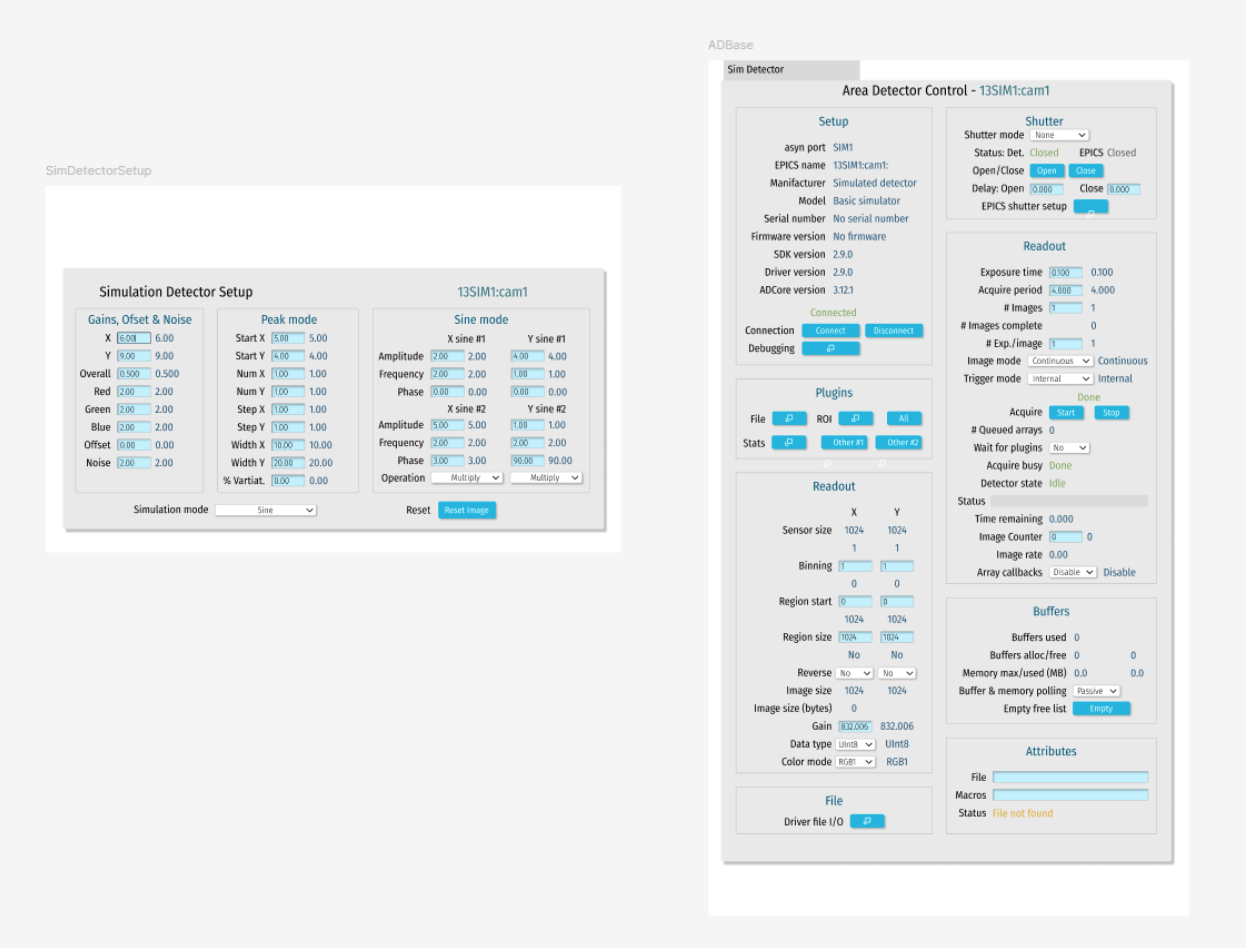 SimDetectorSetup
Simulation Detector Setup 13SIM1:cam1
Gains, Ofset & Noise
X 6.00 6.00
Y 9.00 9.00
Overall 0.500 0.500
Red 2.00 2.00
Green 2.00 2.00
Blue 2.00 2.00
Offset 0.00 0.00
Noise 2.00 2.00
Peak mode
Start X 5.00 5.00
Start Y 4.00 4.00
Num X 1.00 1.00
Num Y 1.00 1.00
Step X 1.00 1.00
Step Y 1.00 1.00
Width X 10.00 10.00
Width Y 20.00 20.00
% Vartiat. 0.00 0.00
Sine mode
X sine #1 Y sine #1
Amplitude 2.00 2.00 4.00 4.00
Frequency 2.00 2.00 1.00 1.00
Phase 0.00 0.00 0.00 0.00
X sine #2 Y sine #2
Amplitude 5.00 5.00 1.00 1.00
Frequency 2.00 2.00 2.00 2.00
Phase 3.00 3.00 90.00 90.00
Operation Multiply Multiply
Simulation mode Sine Reset Reset Image
ADBase
Sim Detector
Area Detector Control - 13SIM1:cam1
Setup
asyn port SIM1
EPICS name 13SIM1:cam1:
Manifacturer Simulated detector
Model Basic simulator
Serial number No serial number
Firmware version No firmware
SDK version 2.9.0
Driver version 2.9.0
ADCore version 3.12.1
Connected
Connection Connect Disconnect
Debugging
Plugins
File ROI All
Stats Other #1 Other #2
Readout
X Y
Sensor size 1024 1024
1 1
Binning 1 1
0 0
Region start 0 0
1024 1024
Region size 1024 1024
No No
Reverse No No
Image size 1024 1024
Image size (bytes) 0
Gain 832.006 832.006
Data type UInt8 UInt8
Color mode RGB1 RGB1
File
Driver file I/O
Shutter
Shutter mode None
Status: Det. Closed EPICS Closed
Open/Close Open Close
Delay: Open 0.000 Close 0.000
EPICS shutter setup
Readout
Exposure time 0.100 0.100
Acquire period 4.000 4.000
# Images 1 1
# Images complete 0
# Exp./image 1 1
Image mode Continuous Continuous
Trigger mode Internal Internal
Done
Acquire Start Stop
# Queued arrays 0
Wait for plugins No
Acquire busy Done
Detector state Idle
Status
Time remaining 0.000
Image Counter 0 0
Image rate 0.00
Array callbacks Disable Disable
Buffers
Buffers used 0
Buffers alloc/free 0 0
Memory max/used (MB) 0.0 0.0
Buffer & memory polling Passive
Empty free list Empty
Attributes
File
Macros
Status File not found